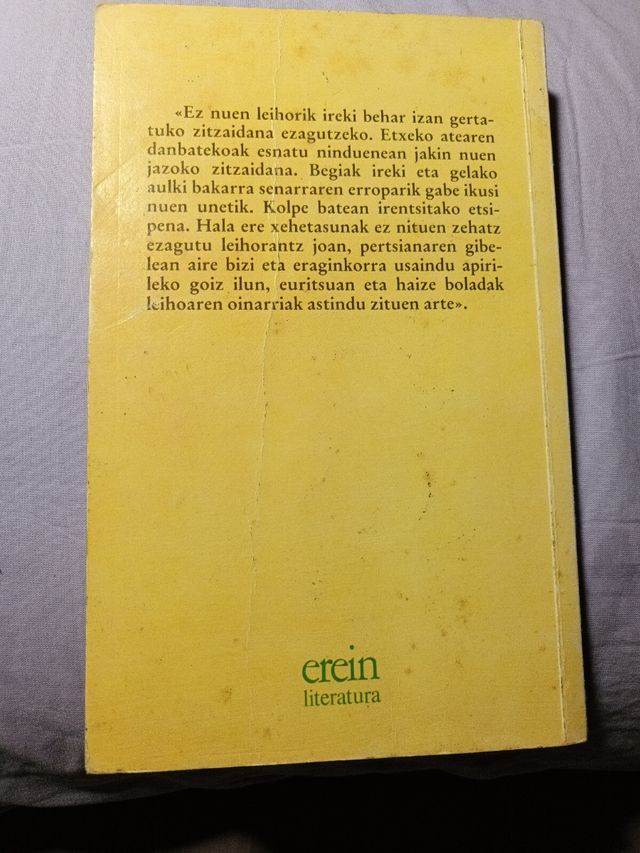 «Ez nuen leihorik ireki behar izan gerta-
tuko zitzaidana ezagutzeko. Etxeko atearen
danbatekoak esnatu ninduenean jakin nuen
jazoko zitzaidana. Begiak ireki eta gelako
aulki bakarra senarraren erroparik gabe ikusi
nuen unetik. Kolpe batean irentsitako etsi-
pena. Hala ere xehetasunak ez nituen zehatz
ezagutu leihorantz joan, pertsianaren gibe-
lean aire bizi eta eraginkorra usaindu apiri-
leko goiz ilun, euritsuan eta haize boladak
leihoaren oinarriak astindu zituen arte».
erein
literatura